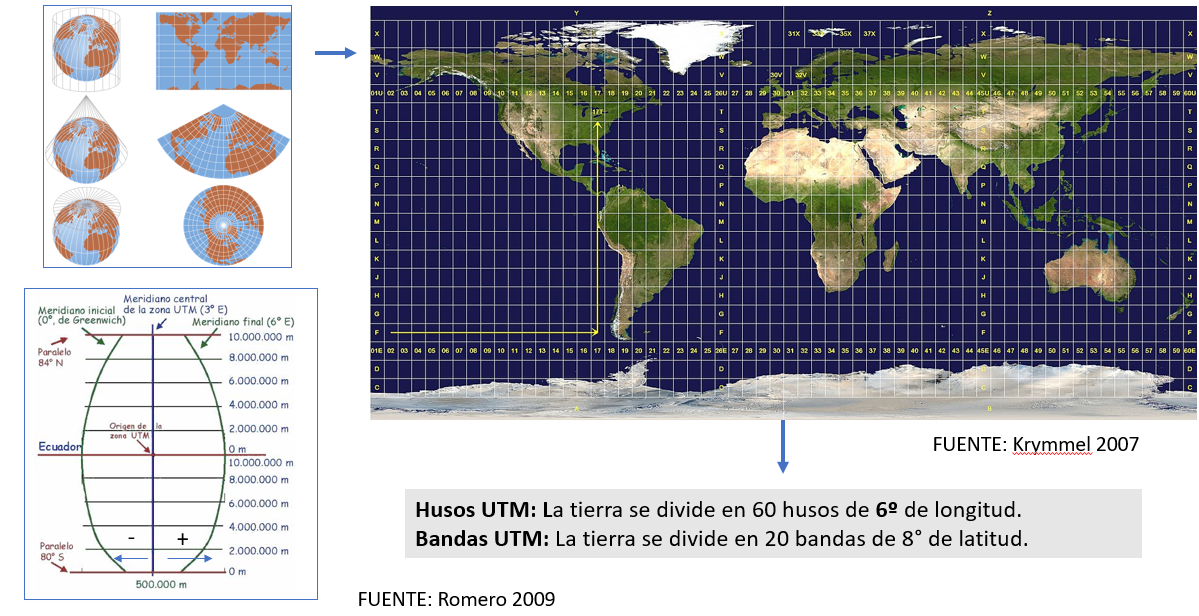 Y Z
X X 31X 35X 37X X
W W W W
V V 30V 32V V V
01U 02 03 04 05 06 07 08 09 10 11 12 13 14 15 16 17 18 19 20 21 22 23 24 25 26U 27 28 29 30 31 32 33 34 35 36 37 38 39 40 41 42 43 44 45U 46 47 48 49 50 51 52 53 54 55 56 57 58 59 60U
T 17T T T T
S S S S
R R R R
Q Q Q Q
P P P P
N N N N
M M M M
L L L L
K K K K
J J J J
H H H H
G G G G
F F F F
01E 02 03 04 05 06 07 08 09 10 11 12 13 14 15 16 17 18 19 20 21 22 23 24 25 26E 27 28 29 30 31 32 33 34 35 36 37 38 39 40 41 42 43 44 45E 46 47 48 49 50 51 52 53 54 55 56 57 58 59 60E
D D D D
C C C C
A B
Meridiano central
de la zona UTM (3° E)
Meridiano inicial
(0°, de Greenwich)
Meridiano final (6° E)
10.000.000 m
Paralelo
84° N
8.000.000 m
6.000.000 m
4.000.000 m
2.000.000 m
Origen de la
zona UTM
Ecuador
0 m
10.000.000 m
8.000.000 m
6.000.000 m
4.000.000 m
- +
Paralelo
80° S
2.000.000 m
0 m
500.000 m
FUENTE: Krymmel 2007
Husos UTM: La tierra se divide en 60 husos de 6º de longitud.
Bandas UTM: La tierra se divide en 20 bandas de 8° de latitud.
FUENTE: Romero 2009